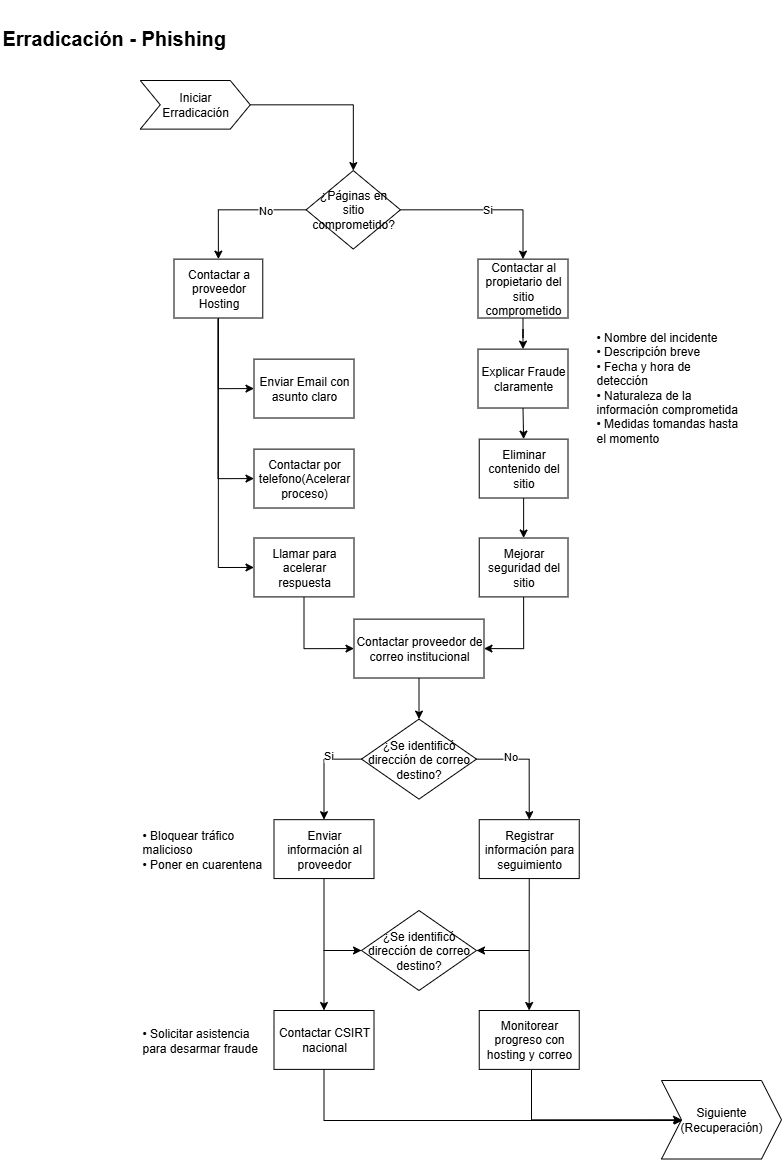 Erradicación - Phishing
Iniciar
Erradicación
¿Páginas en
sitio
comprometido?
No
Si
Contactar a
proveedor
Hosting
Contactar al
propietario del
sitio
comprometido
• Nombre del incidente
• Descripción breve
• Fecha y hora de
detección
• Naturaleza de la
información comprometida
• Medidas tomandas hasta
el momento
Enviar Email con
asunto claro
Explicar Fraude
claramente
Contactar por
telefono(Acelerar
proceso)
Eliminar
contenido del
sitio
Llamar para
acelerar
respuesta
Mejorar
seguridad del
sitio
Contactar proveedor de
correo institucional
¿Se identificó
dirección de correo
destino?
Si
No
• Bloquear tráfico
malicioso
• Poner en cuarentena
Enviar
información al
proveedor
Registrar
información para
seguimiento
¿Se identificó
dirección de correo
destino?
• Solicitar asistencia
para desarmar fraude
Contactar CSIRT
nacional
Monitorear
progreso con
hosting y correo
Siguiente
(Recuperación)